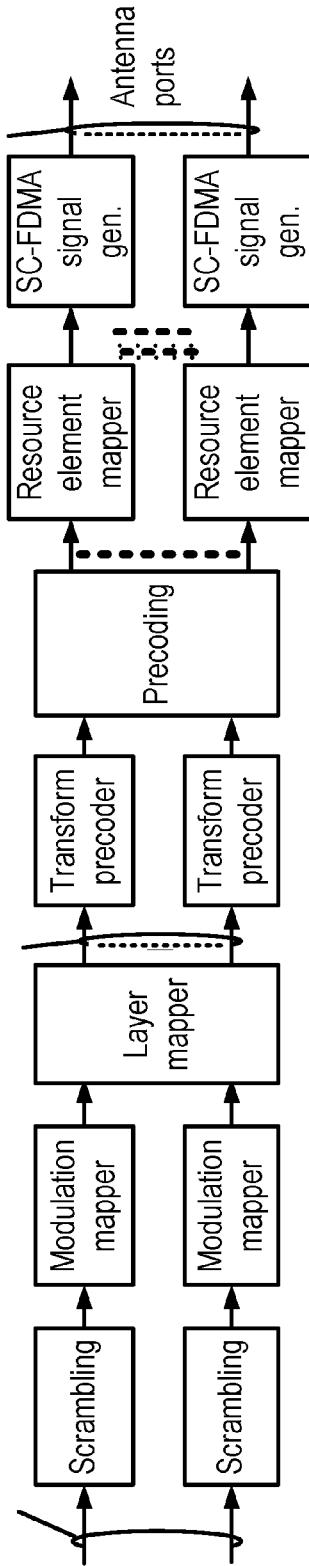 Scrambling
Modulation
mapper
Layer
mapper
Transform
precoder
Precoding
Resource
element
mapper
SC-FDMA
signal
gen.
Antenna
ports
Scrambling
Modulation
mapper
Transform
precoder
Resource
element
mapper
SC-FDMA
signal
gen.